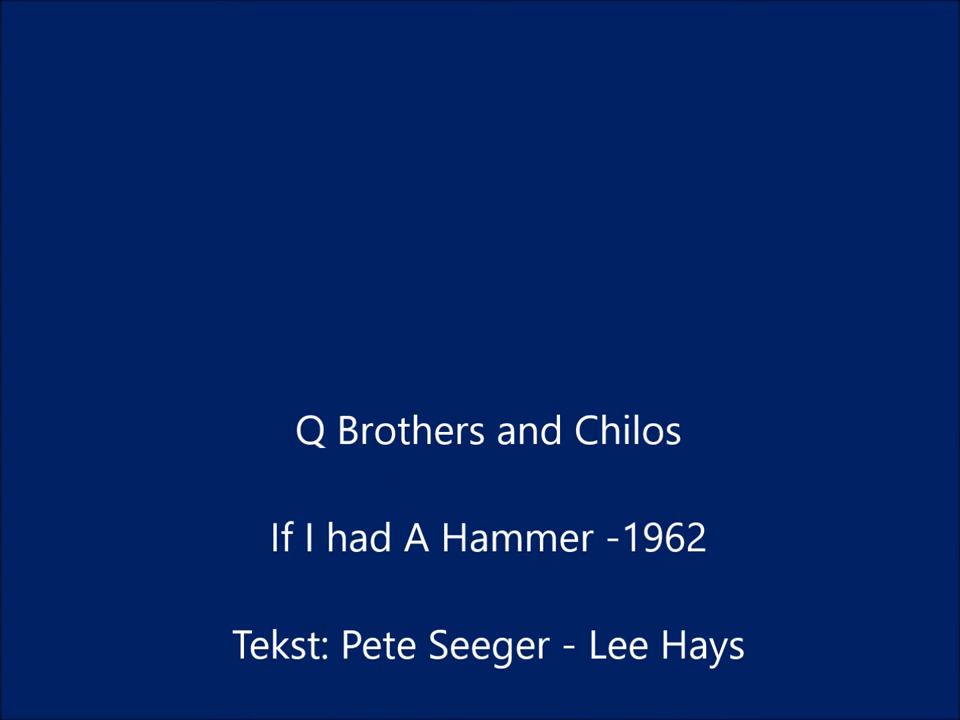 Q Brothers and Chilos
If I had A Hammer -1962
Tekst: Pete Seeger - Lee Hays